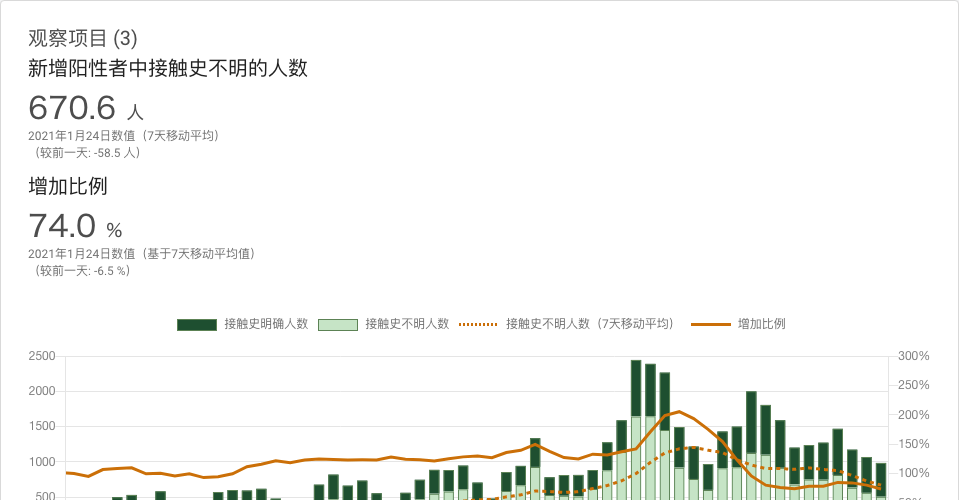 观察项目 (3)
新增阳性者中接触史不明的人数
670.6 人
2021年1月24日数值（7天移动平均）
（较前一天: -58.5 人）
增加比例
74.0 %
2021年1月24日数值（基于7天移动平均值）
（较前一天: -6.5 %）
接触史明确人数 接触史不明人数 接触史不明人数（7天移动平均） 增加比例
2500 300%
250%
2000
200%
1500
150%
1000
100%
500